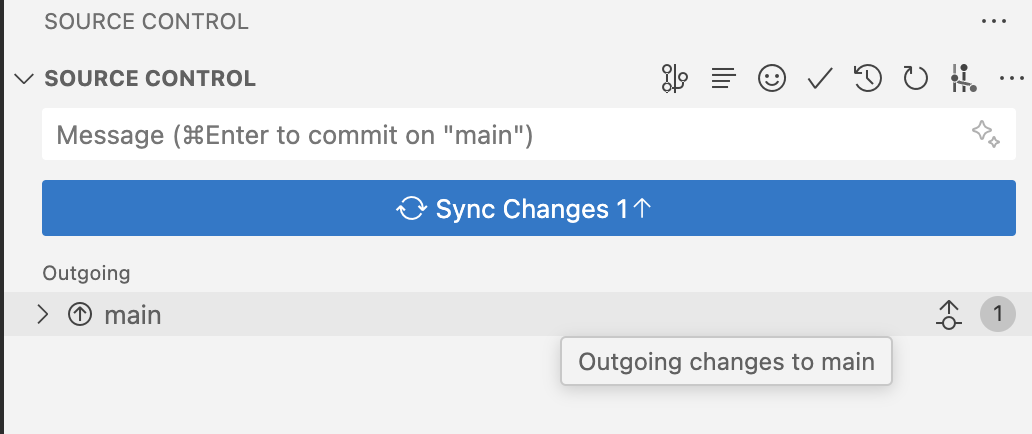 SOURCE CONTROL
SOURCE CONTROL
Message (⌘Enter to commit on "main")
Sync Changes 1↑
Outgoing
main 1
Outgoing changes to main